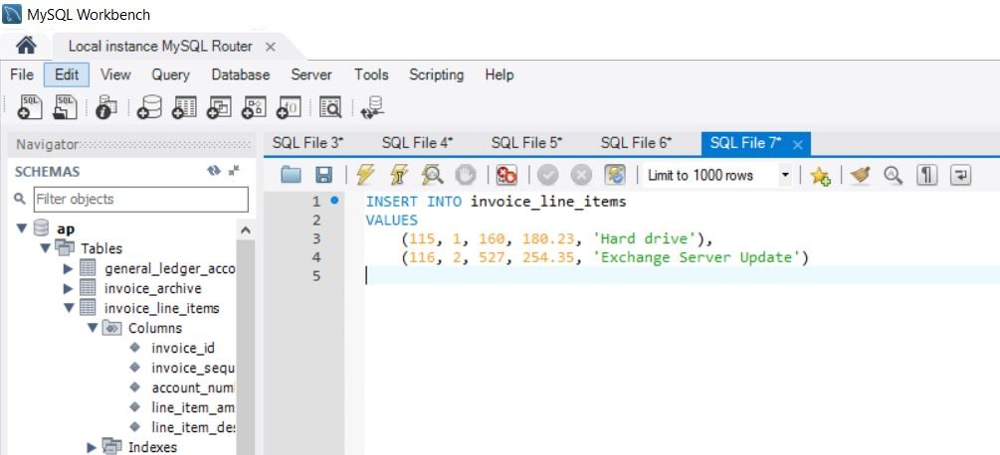 MySQL Workbench
Local instance MySQL Router
File Edit View Query Database Server Tools Scripting Help
Navigator
SQL File 3* SQL File 4* SQL File 5* SQL File 6* SQL File 7*
SCHEMAS
Limit to 1000 rows
Filter objects
ap
Tables
general_ledger_acco
invoice_archive
invoice_line_items
Columns
invoice_id
invoice_sequ
account_num
line_item_am
line_item_des
Indexes
1 INSERT INTO invoice_line_items
2 VALUES
3 (115, 1, 160, 180.23, 'Hard drive'),
4 (116, 2, 527, 254.35, 'Exchange Server Update')
5